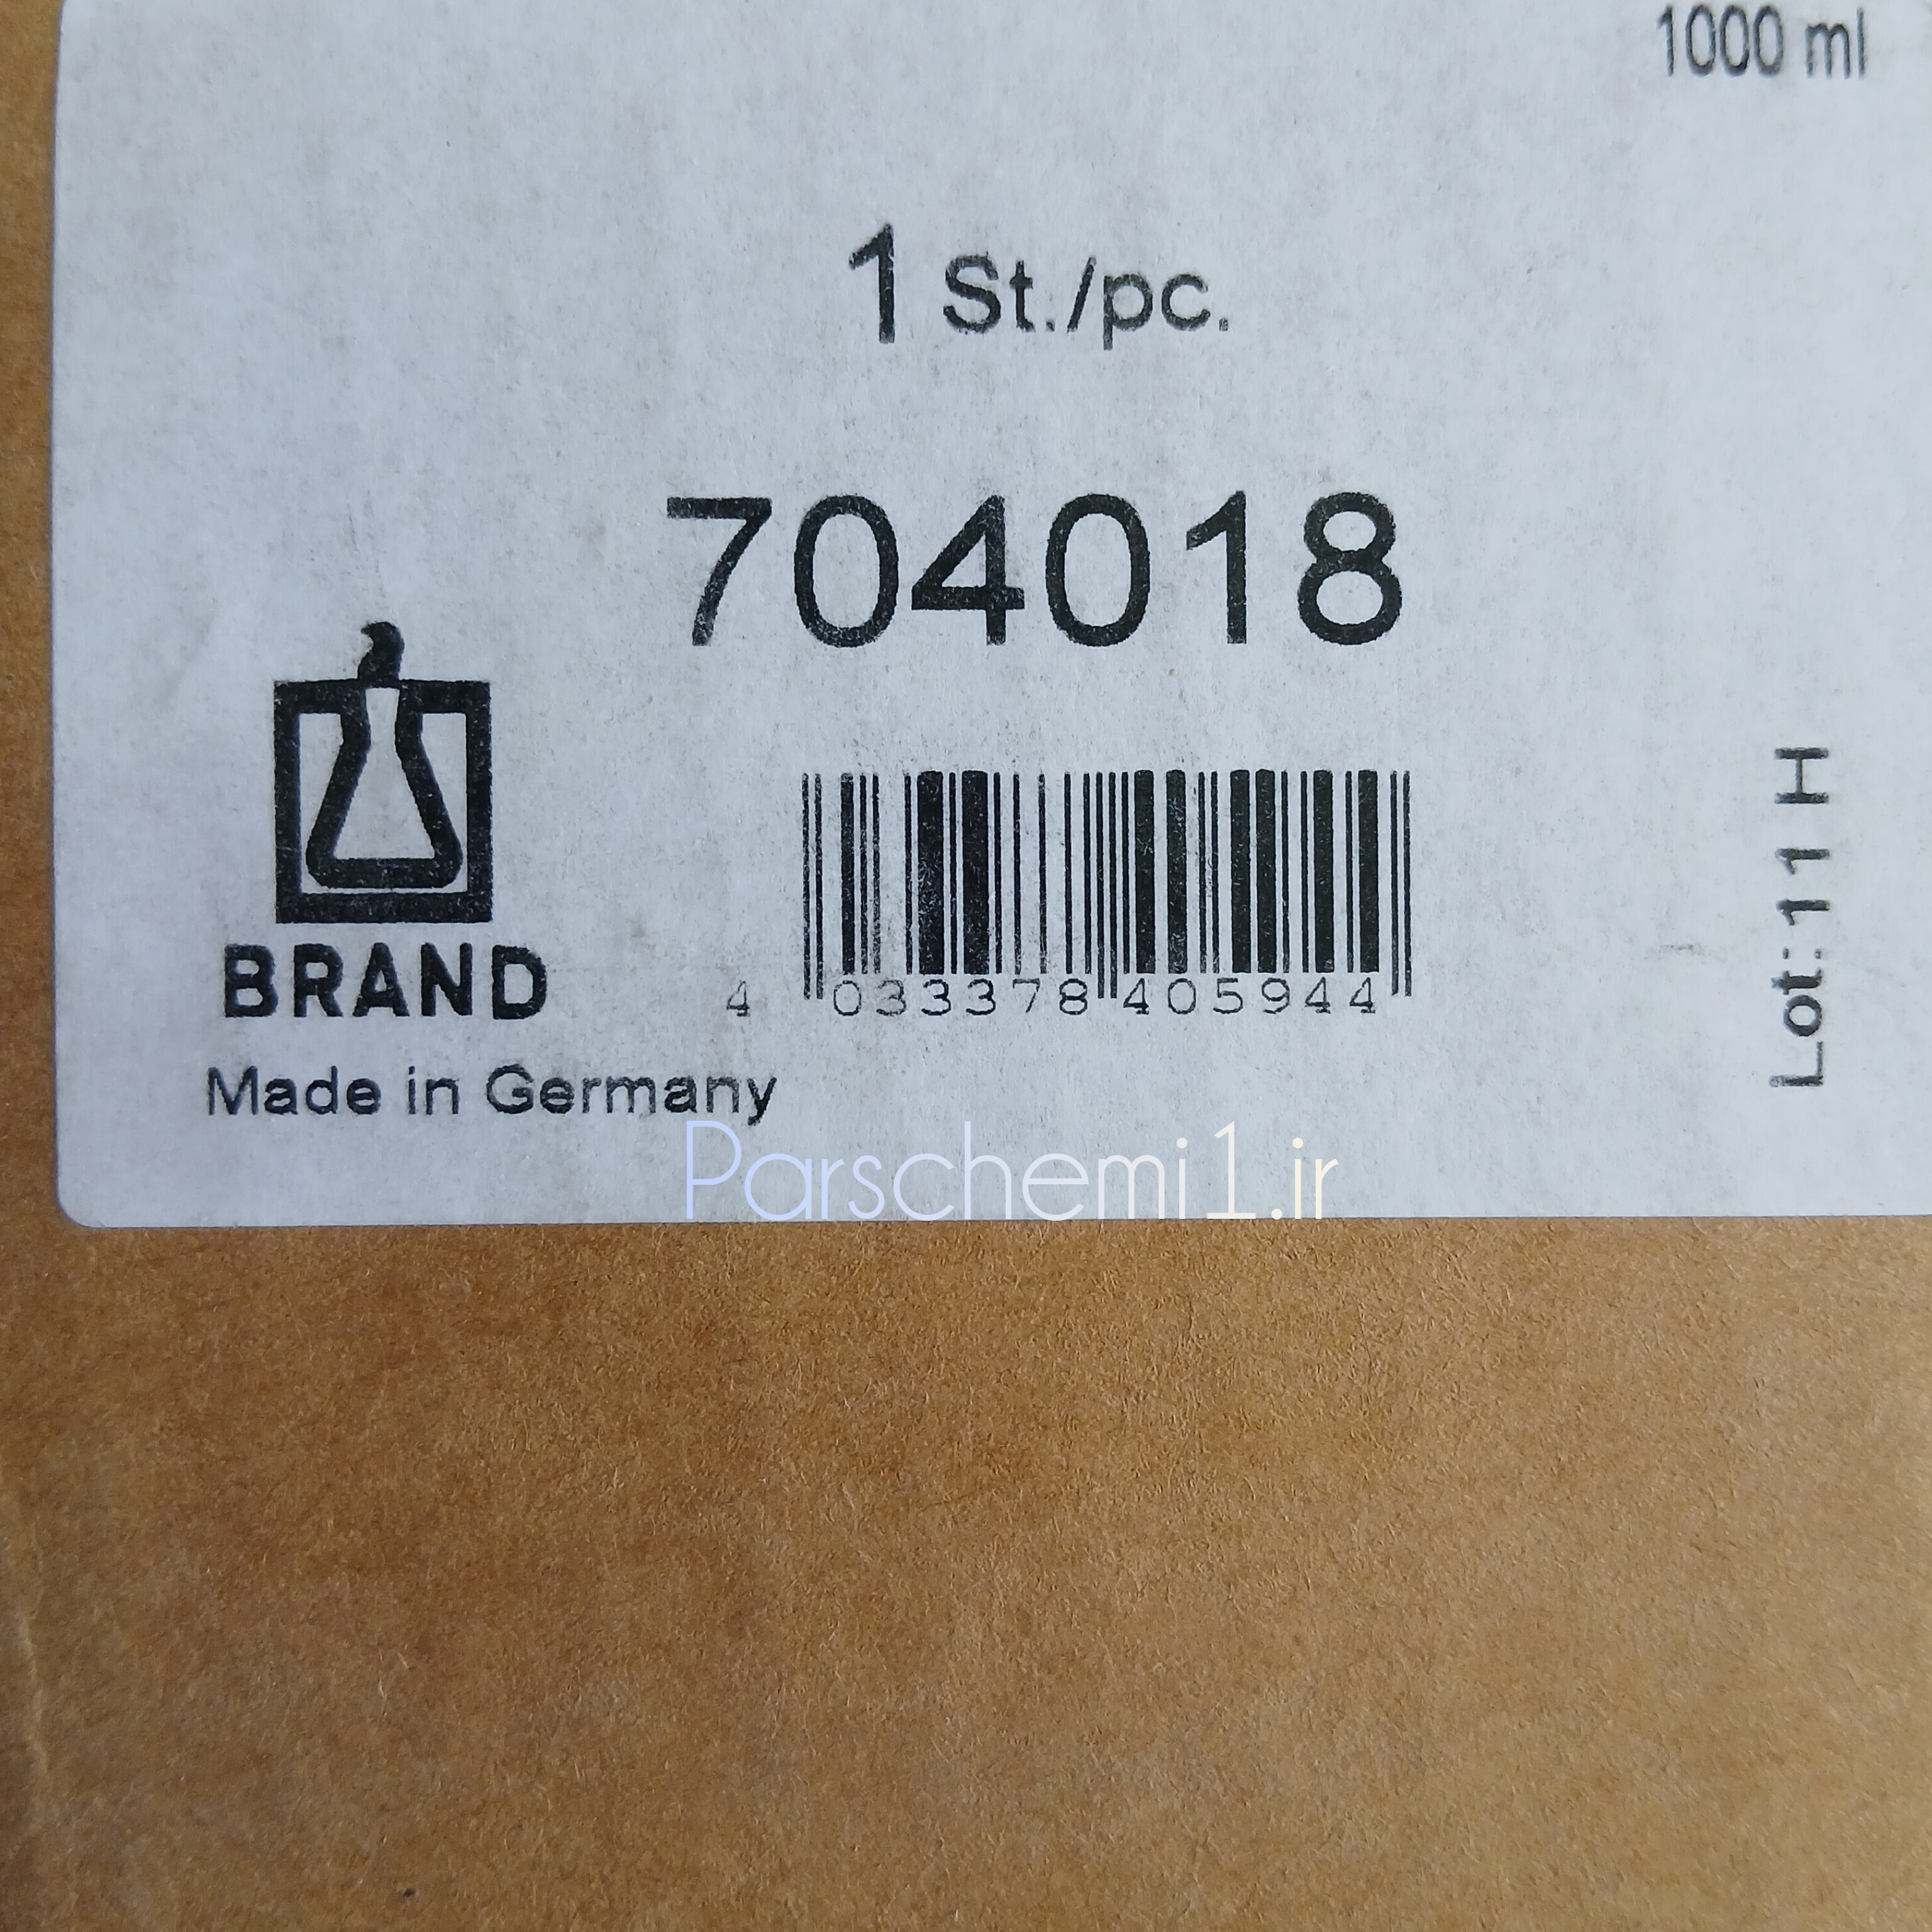 1000 ml
1 St./pc.
704018
BRAND
4 033378 405944
Made in Germany
Lot: 11 H
Parschemi1.ir